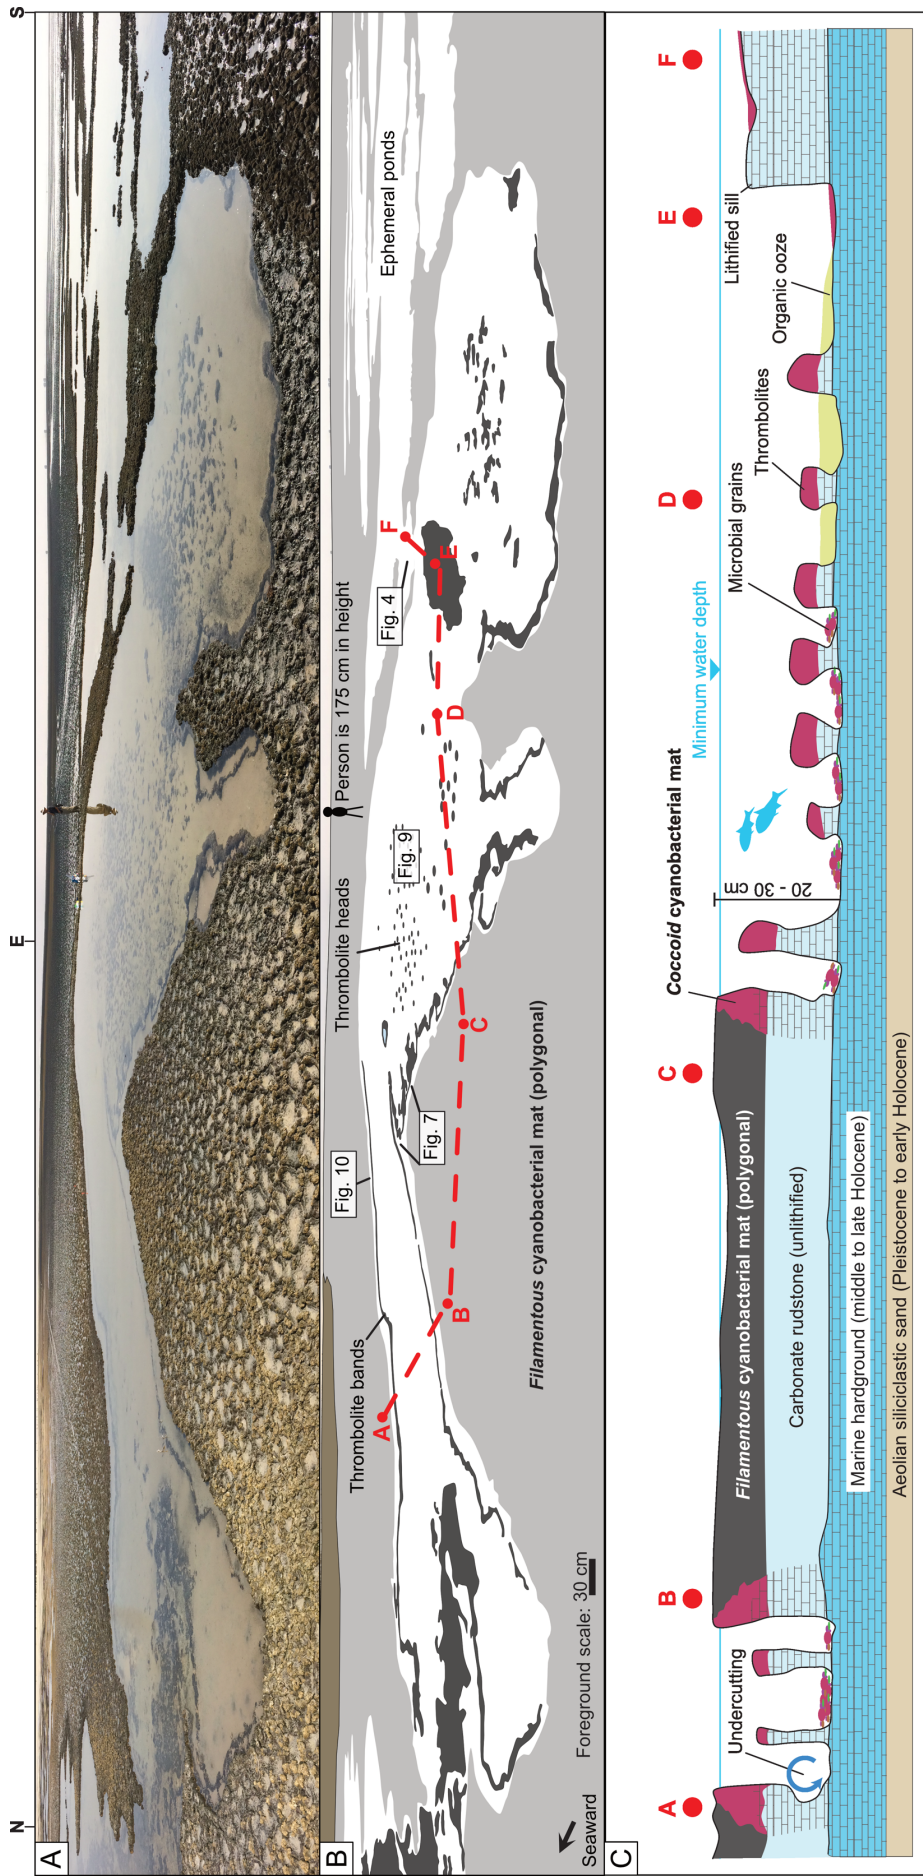 N
E
S
A
B
Ephemeral ponds
Person is 175 cm in height
Thrombolite heads
Fig. 10
Fig. 9
Fig. 4
Fig. 7
Thrombolite bands
A
B
C
D
E
F
Filamentous cyanobacterial mat (polygonal)
Foreground scale: 30 cm
Seaward
C
A
B
C
D
E
F
Undercutting
Coccoid cyanobacterial mat
Minimum water depth
20 - 30 cm
Microbial grains
Thrombolites
Organic ooze
Lithified sill
Filamentous cyanobacterial mat (polygonal)
Carbonate rudstone (unlithified)
Marine hardground (middle to late Holocene)
Aeolian siliciclastic sand (Pleistocene to early Holocene)